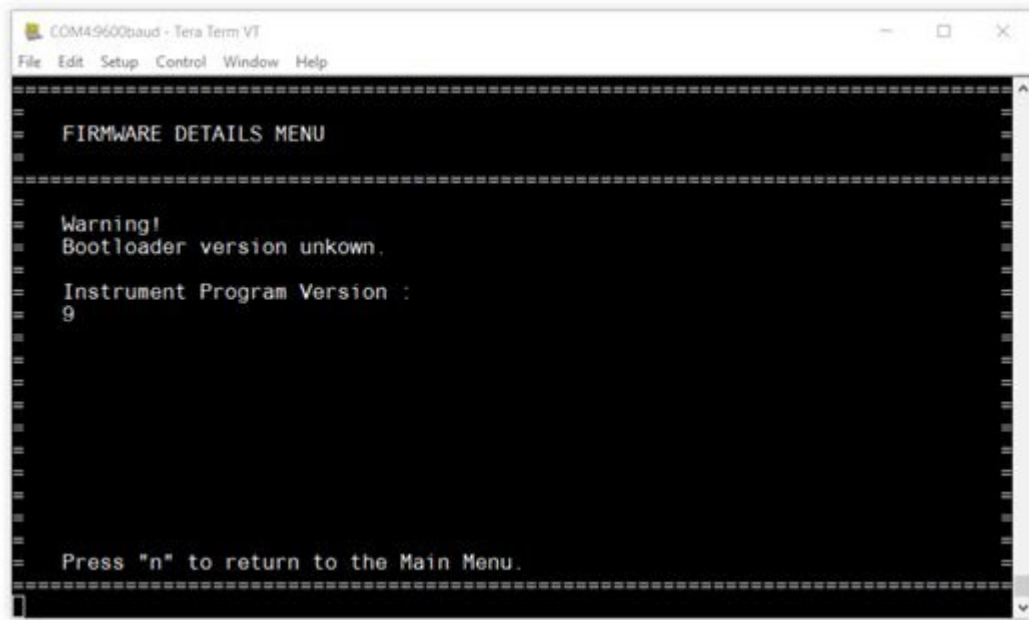 COM4:9600baud - Tera Term VT
File Edit Setup Control Window Help
FIRMWARE DETAILS MENU
Warning!
Bootloader version unkown.
Instrument Program Version :
9
Press "n" to return to the Main Menu.